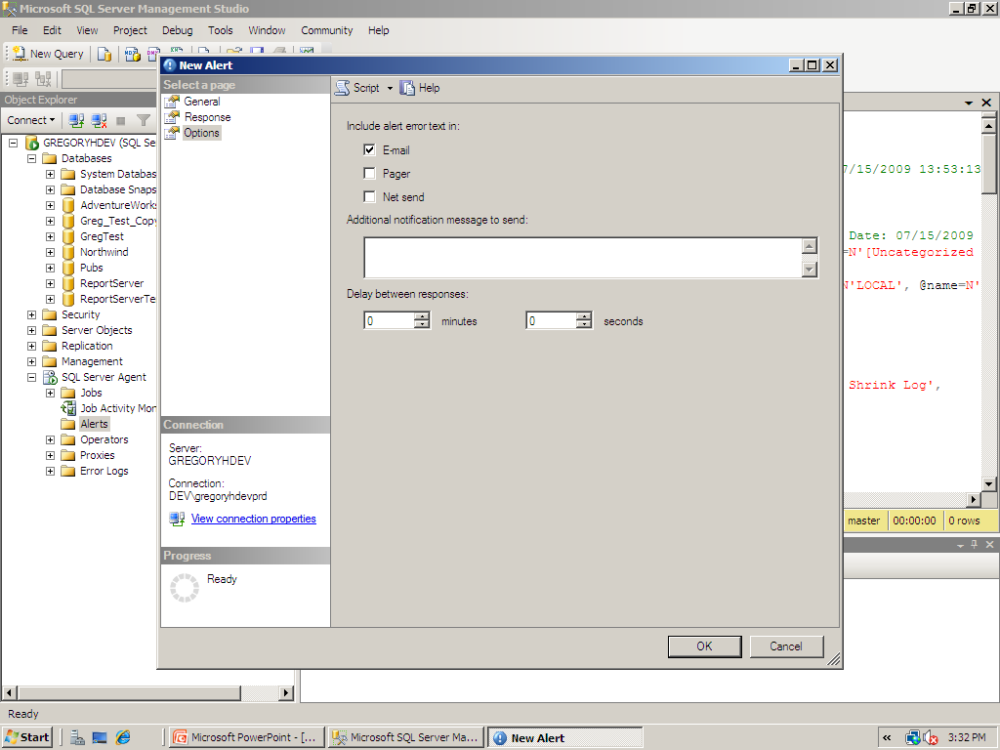 Microsoft SQL Server Management Studio
File Edit View Project Debug Tools Window Community Help
New Query
New Alert
Select a page
General
Response
Options
Script Help
Include alert error text in:
E-mail
Pager
Net send
Additional notification message to send:
Delay between responses:
0 minutes 0 seconds
Connection
Server:
GREGORYHDEV
Connection:
DEV\gregoryhdevprd
View connection properties
Progress
Ready
OK Cancel
Object Explorer
Connect
GREGORYHDEV (SQL Se
Databases
System Databas
Database Snaps
AdventureWorks
Greg_Test_Copy
GregTest
Northwind
Pubs
ReportServer
ReportServerTe
Security
Server Objects
Replication
Management
SQL Server Agent
Jobs
Job Activity Mon
Alerts
Operators
Proxies
Error Logs
7/15/2009 13:53:13
Date: 07/15/2009
=N'[Uncategorized
N'LOCAL', @name=N'
Shrink Log',
master 00:00:00 0 rows
Ready
Start Microsoft PowerPoint - [... Microsoft SQL Server Ma... New Alert « 3:32 PM